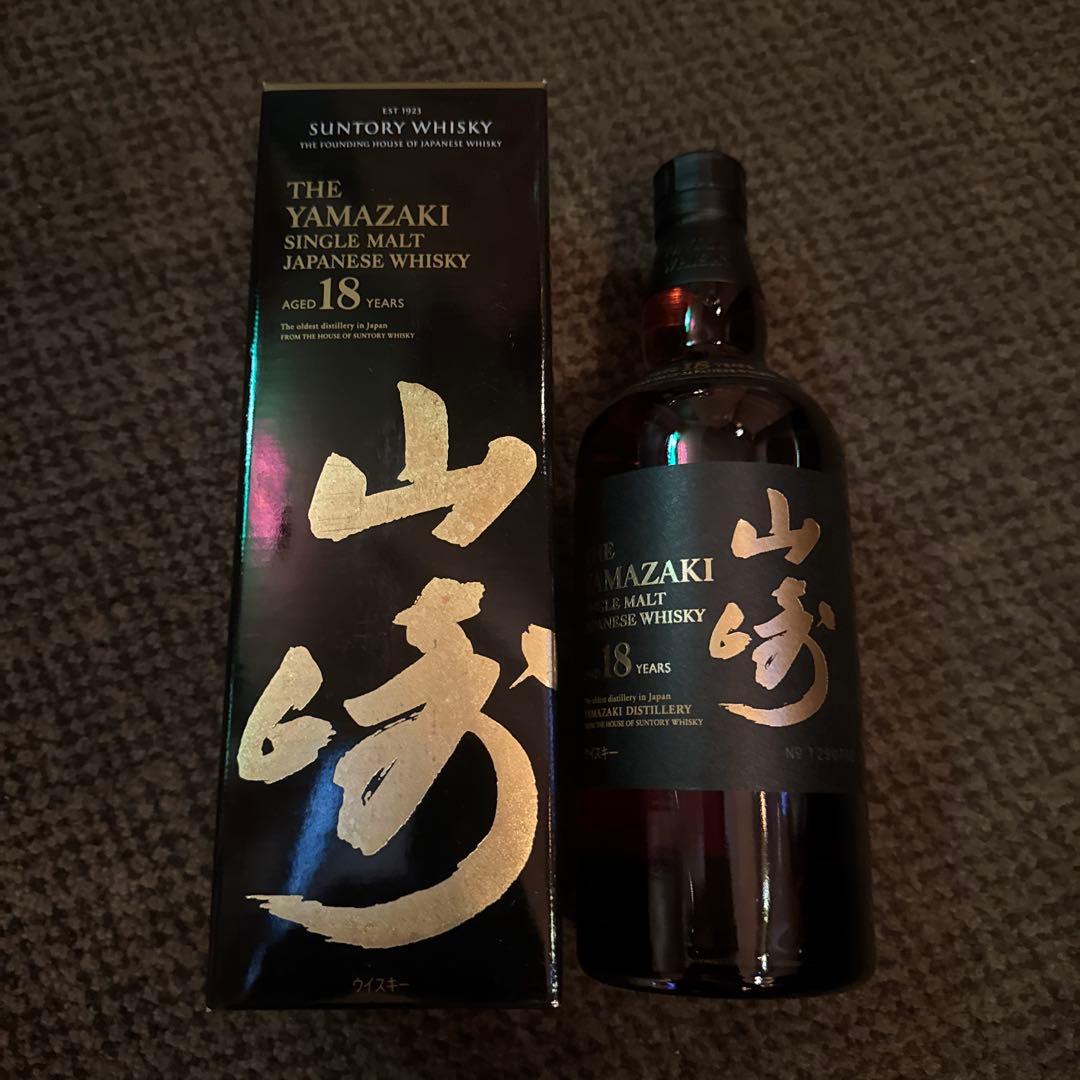 EST 1923
SUNTORY WHISKY
THE FOUNDING HOUSE OF JAPANESE WHISKY
THE
YAMAZAKI
SINGLE MALT
JAPANESE WHISKY
AGED 18 YEARS
The oldest distillery in Japan
FROM THE HOUSE OF SUNTORY WHISKY
山崎
ウイスキー
18
山崎
THE
YAMAZAKI
SINGLE MALT
JAPANESE WHISKY
18 YEARS
The oldest distillery in Japan
YAMAZAKI DISTILLERY
FROM THE HOUSE OF SUNTORY WHISKY
ウイスキー